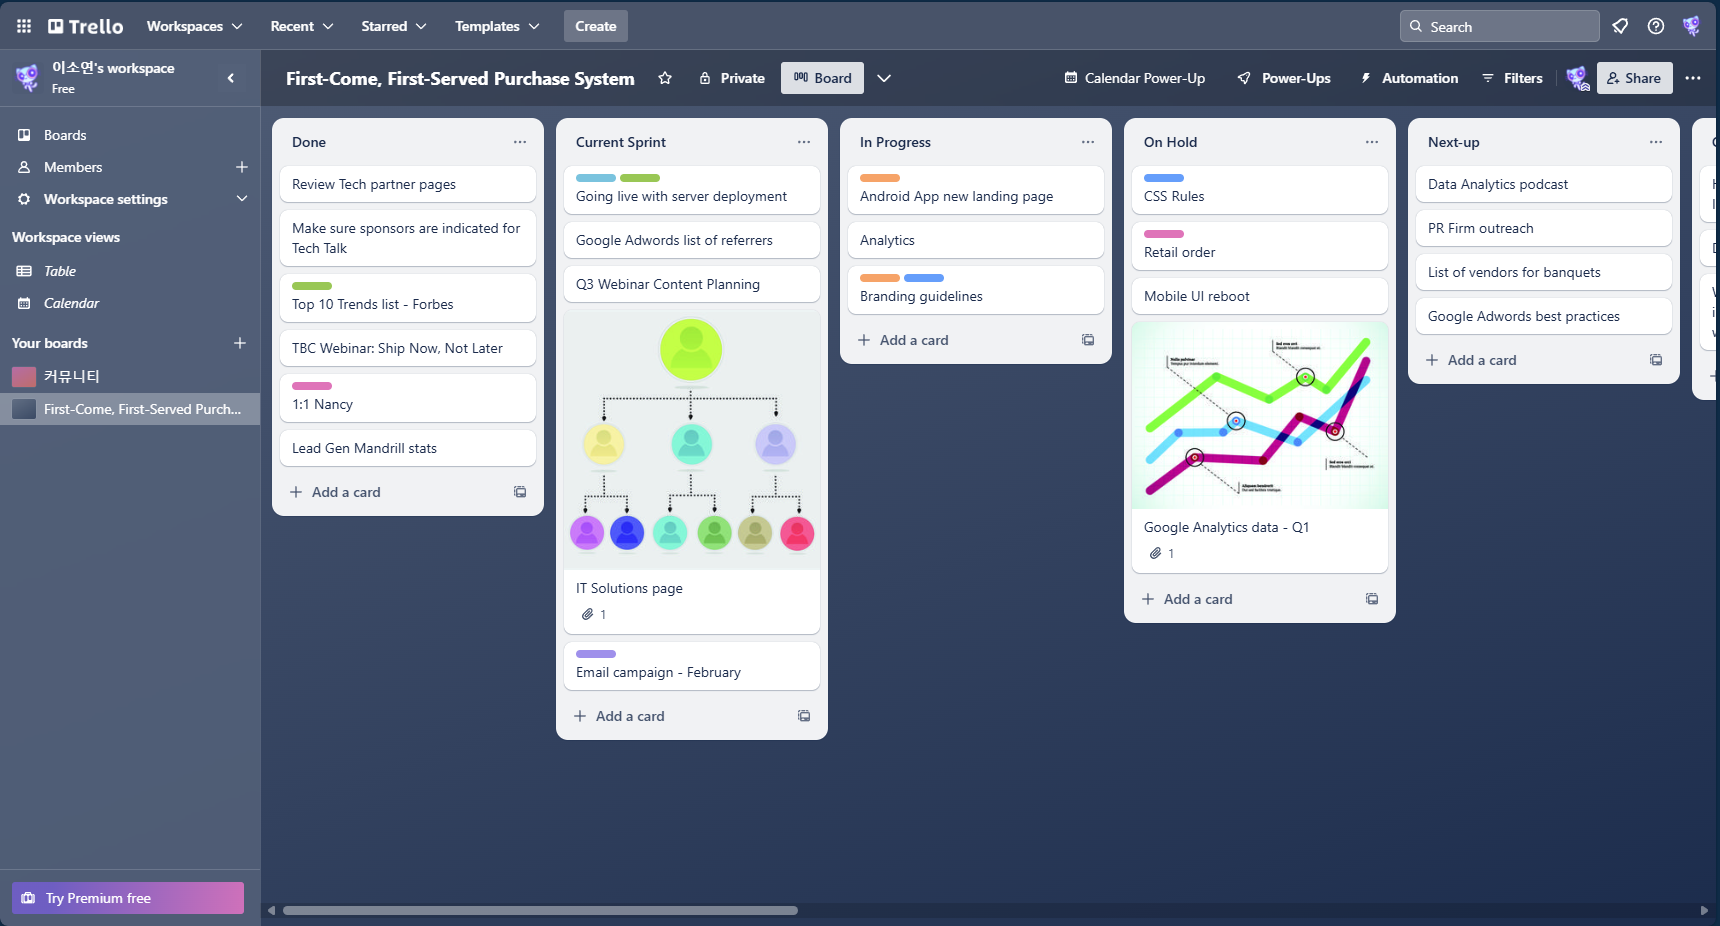 Trello
Workspaces
Recent
Starred
Templates
Create
Search
이소연's workspace
Free
First-Come, First-Served Purchase System
Private
Board
Calendar Power-Up
Power-Ups
Automation
Filters
Share
Boards
Members
Workspace settings
Workspace views
Table
Calendar
Your boards
커뮤니티
First-Come, First-Served Purch...
Try Premium free
Done
Review Tech partner pages
Make sure sponsors are indicated for
Tech Talk
Top 10 Trends list - Forbes
TBC Webinar: Ship Now, Not Later
1:1 Nancy
Lead Gen Mandrill stats
Add a card
Current Sprint
Going live with server deployment
Google Adwords list of referrers
Q3 Webinar Content Planning
IT Solutions page
1
Email campaign - February
Add a card
In Progress
Android App new landing page
Analytics
Branding guidelines
Add a card
On Hold
CSS Rules
Retail order
Mobile UI reboot
Google Analytics data - Q1
1
Add a card
Next-up
Data Analytics podcast
PR Firm outreach
List of vendors for banquets
Google Adwords best practices
Add a card